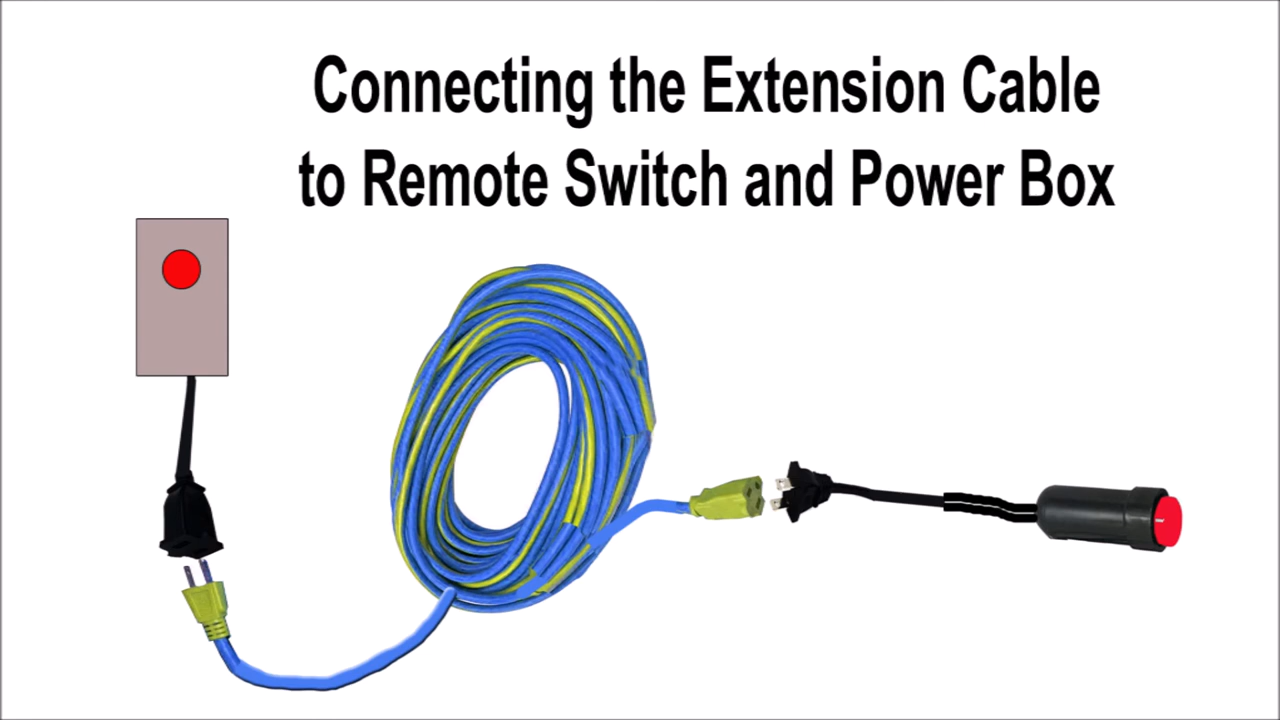 Connecting the Extension Cable
to Remote Switch and Power Box